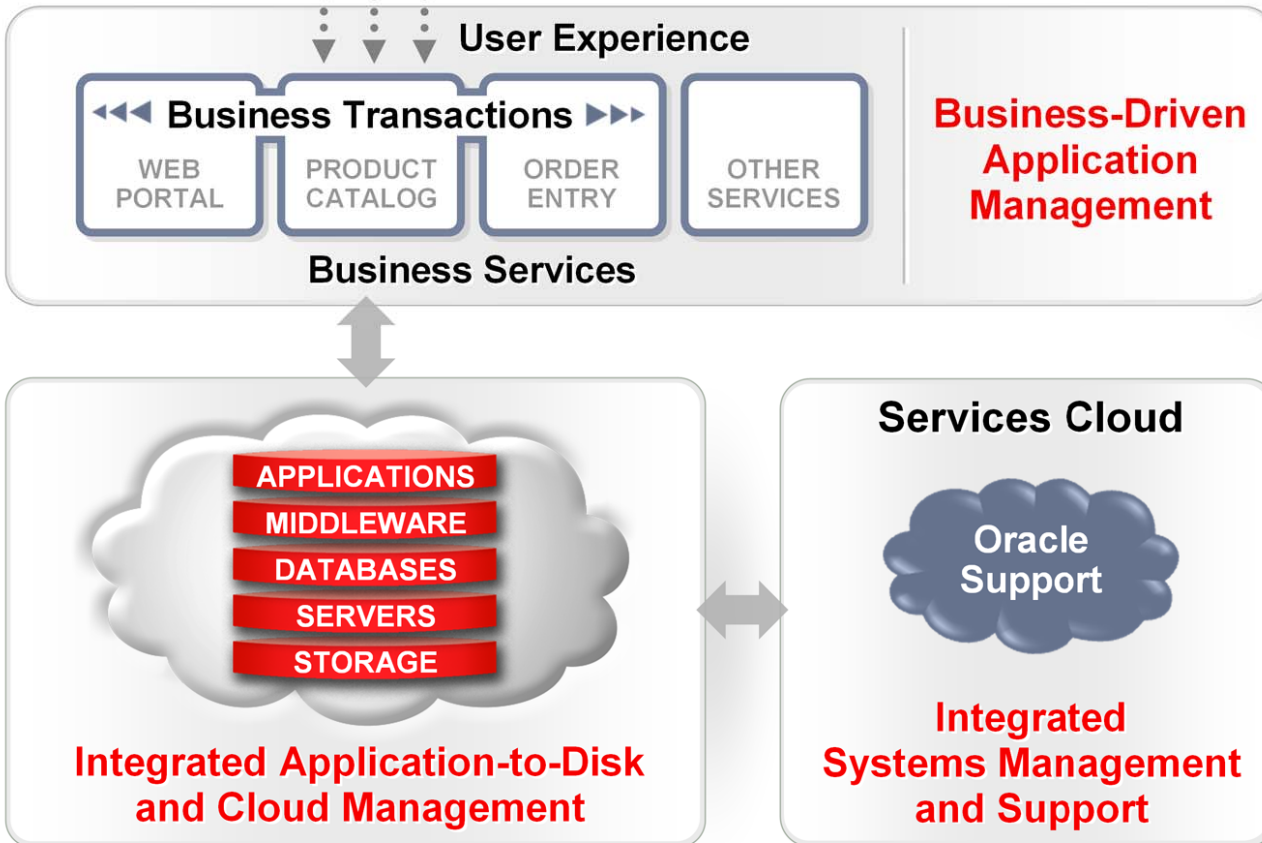 User Experience
Business Transactions
WEB
PORTAL
PRODUCT
CATALOG
ORDER
ENTRY
OTHER
SERVICES
Business Services
Business-Driven
Application
Management
APPLICATIONS
MIDDLEWARE
DATABASES
SERVERS
STORAGE
Integrated Application-to-Disk
and Cloud Management
Services Cloud
Oracle
Support
Integrated
Systems Management
and Support